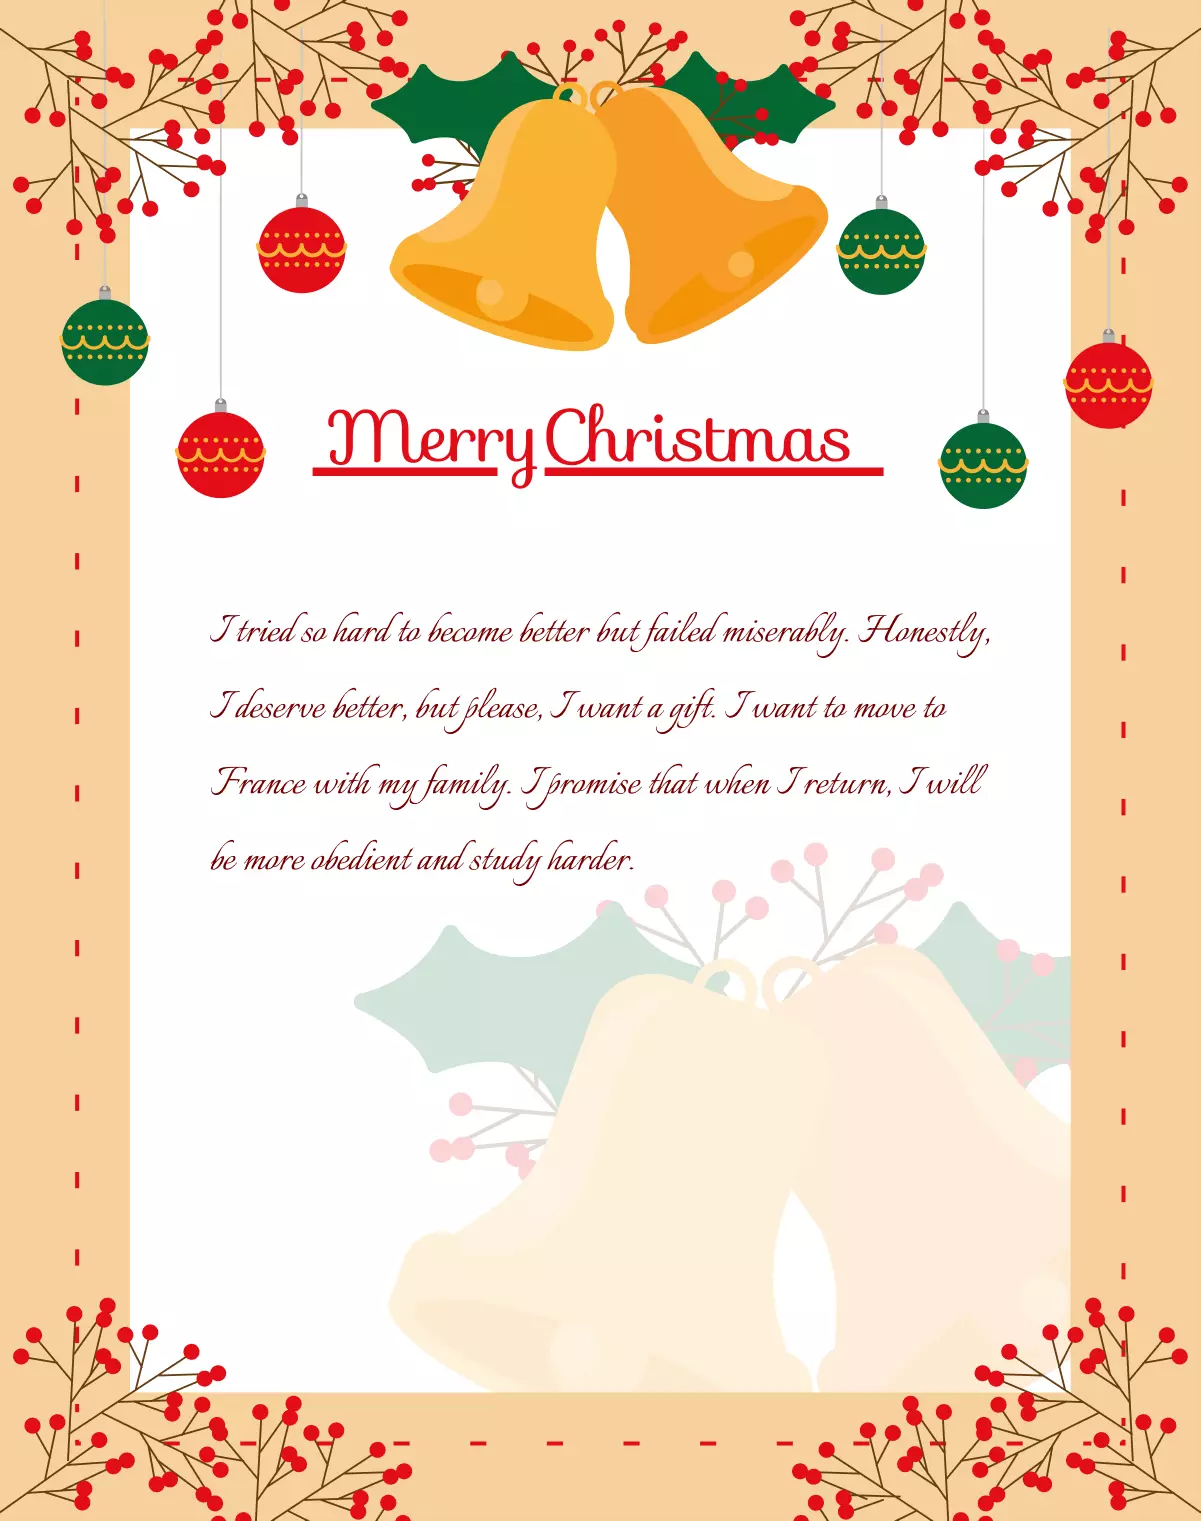 Merry Christmas
I tried so hard to become better but failed miserably. Honestly,
I deserve better, but please, I want a gift. I want to move to
France with my family. I promise that when I return, I will
be more obedient and study harder.